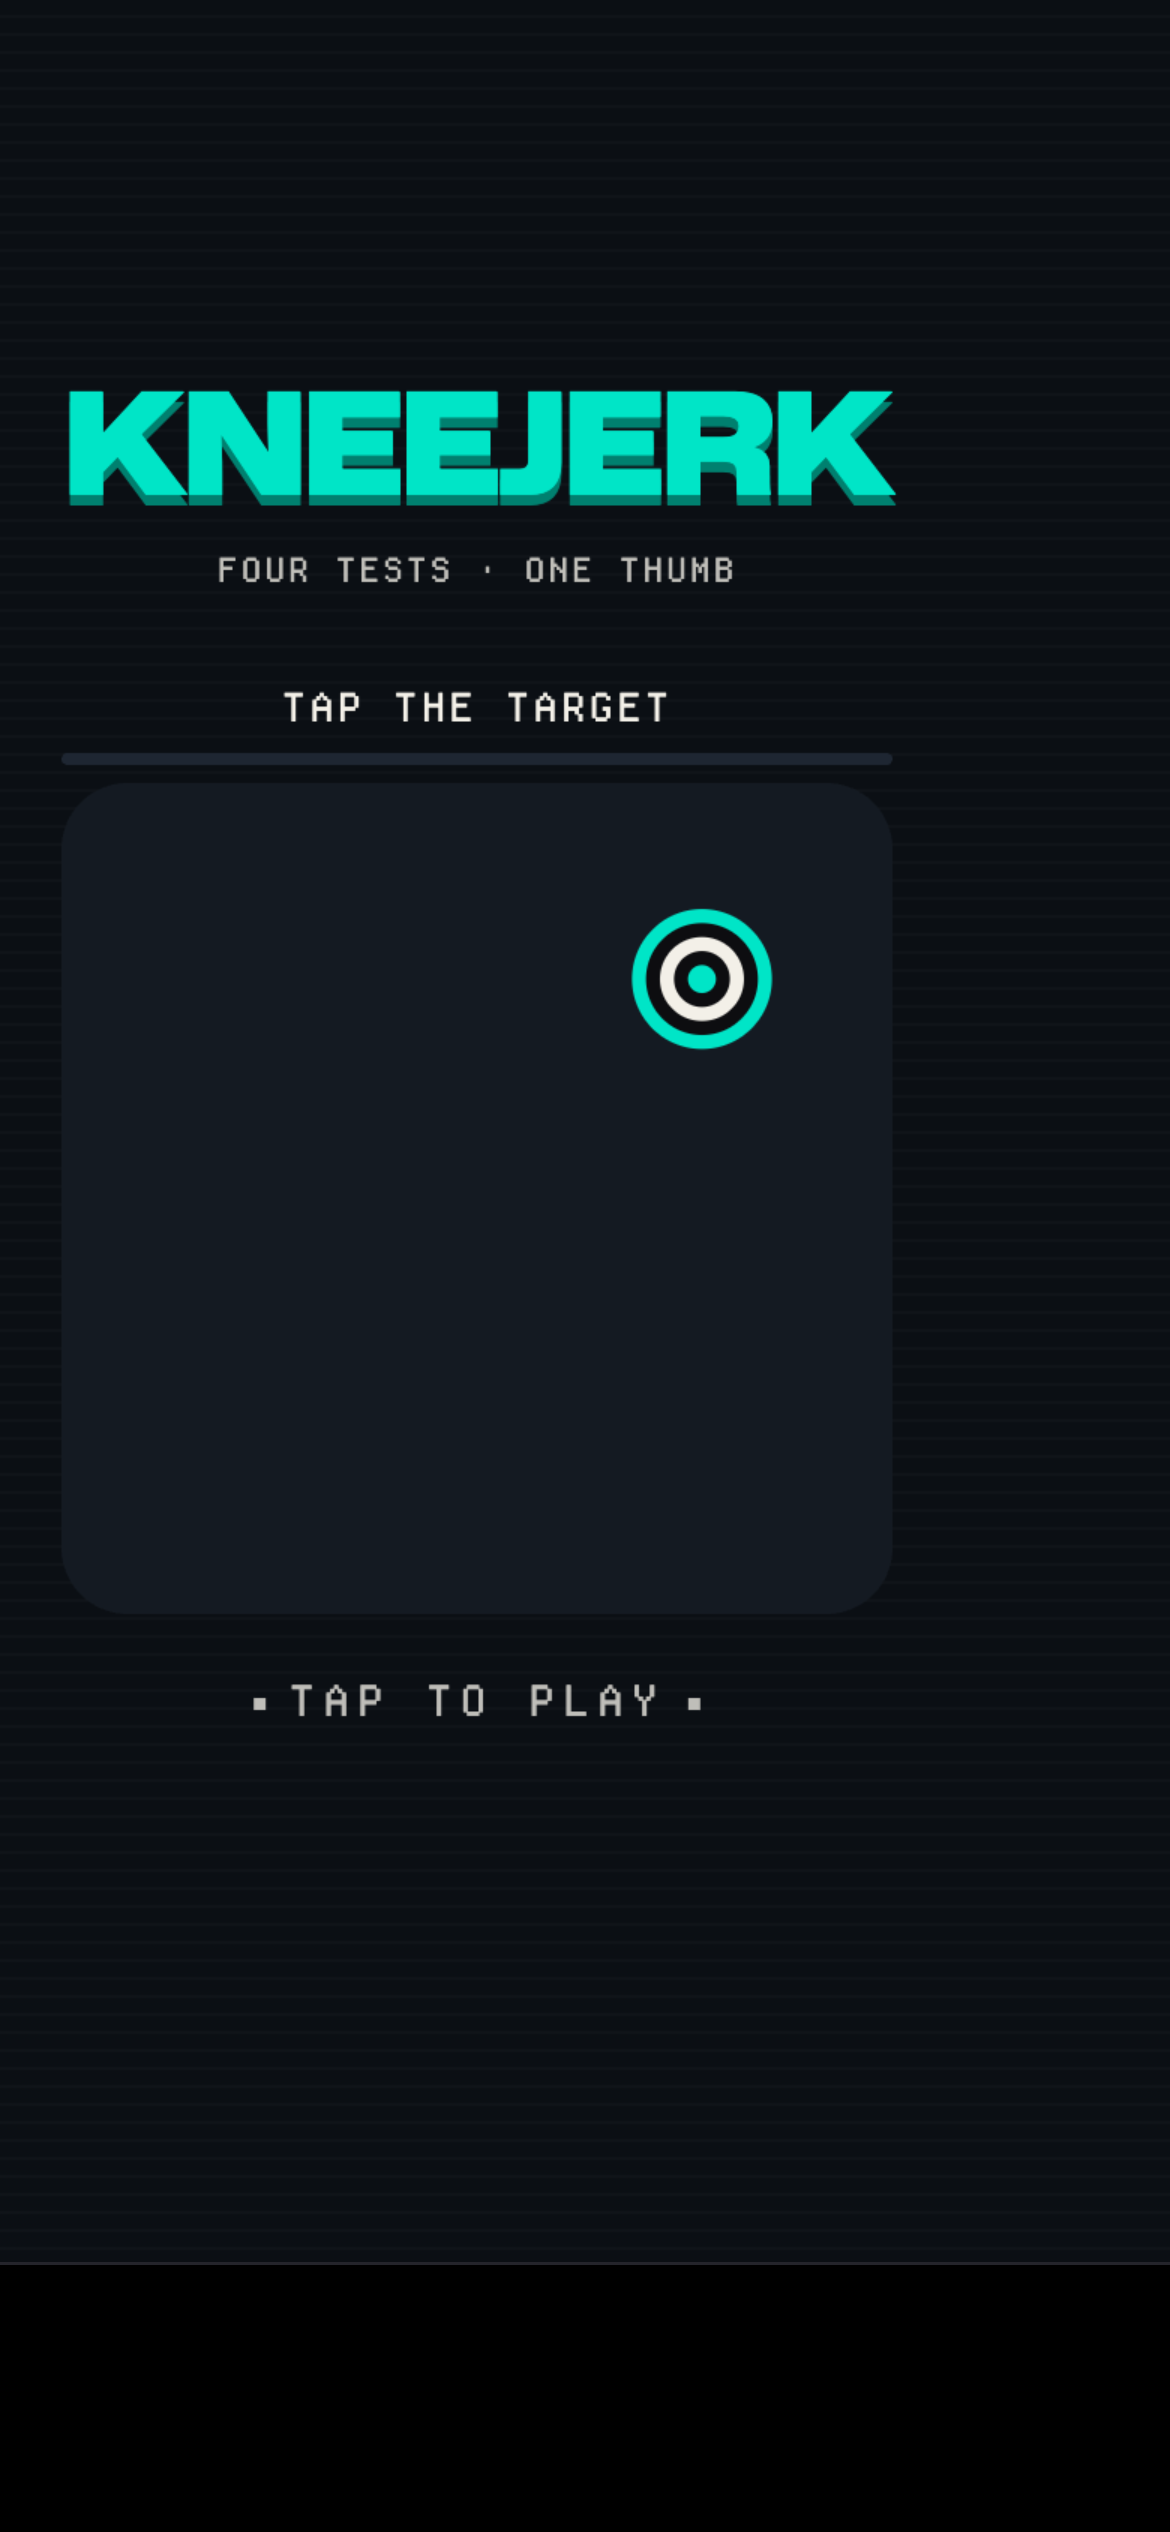 KNEEJERK
FOUR TESTS · ONE THUMB
TAP THE TARGET
▪ TAP TO PLAY ▪